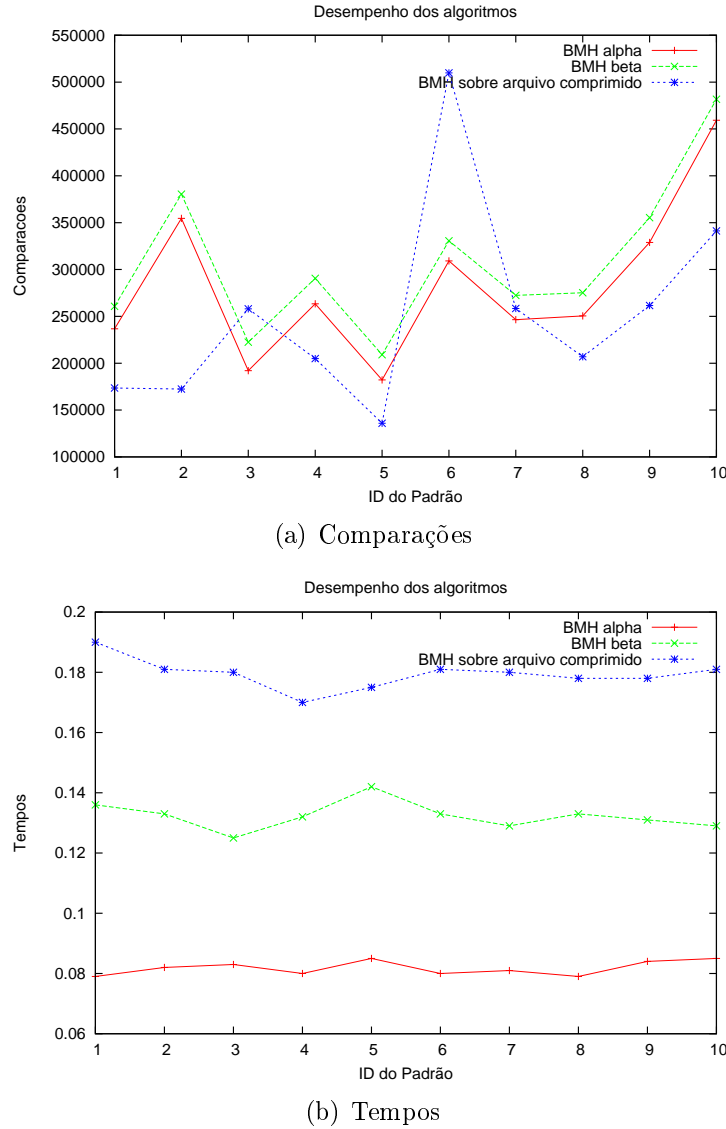 Desempenho dos algoritmos
550000
500000
450000
400000
350000
300000
250000
200000
150000
100000
Comparacoes
BMH alpha
BMH beta
BMH sobre arquivo comprimido
1 2 3 4 5 6 7 8 9 10
ID do Padrão
(a) Comparações
Desempenho dos algoritmos
0.2
0.18
0.16
0.14
0.12
0.1
0.08
0.06
Tempos
BMH alpha
BMH beta
BMH sobre arquivo comprimido
1 2 3 4 5 6 7 8 9 10
ID do Padrão
(b) Tempos